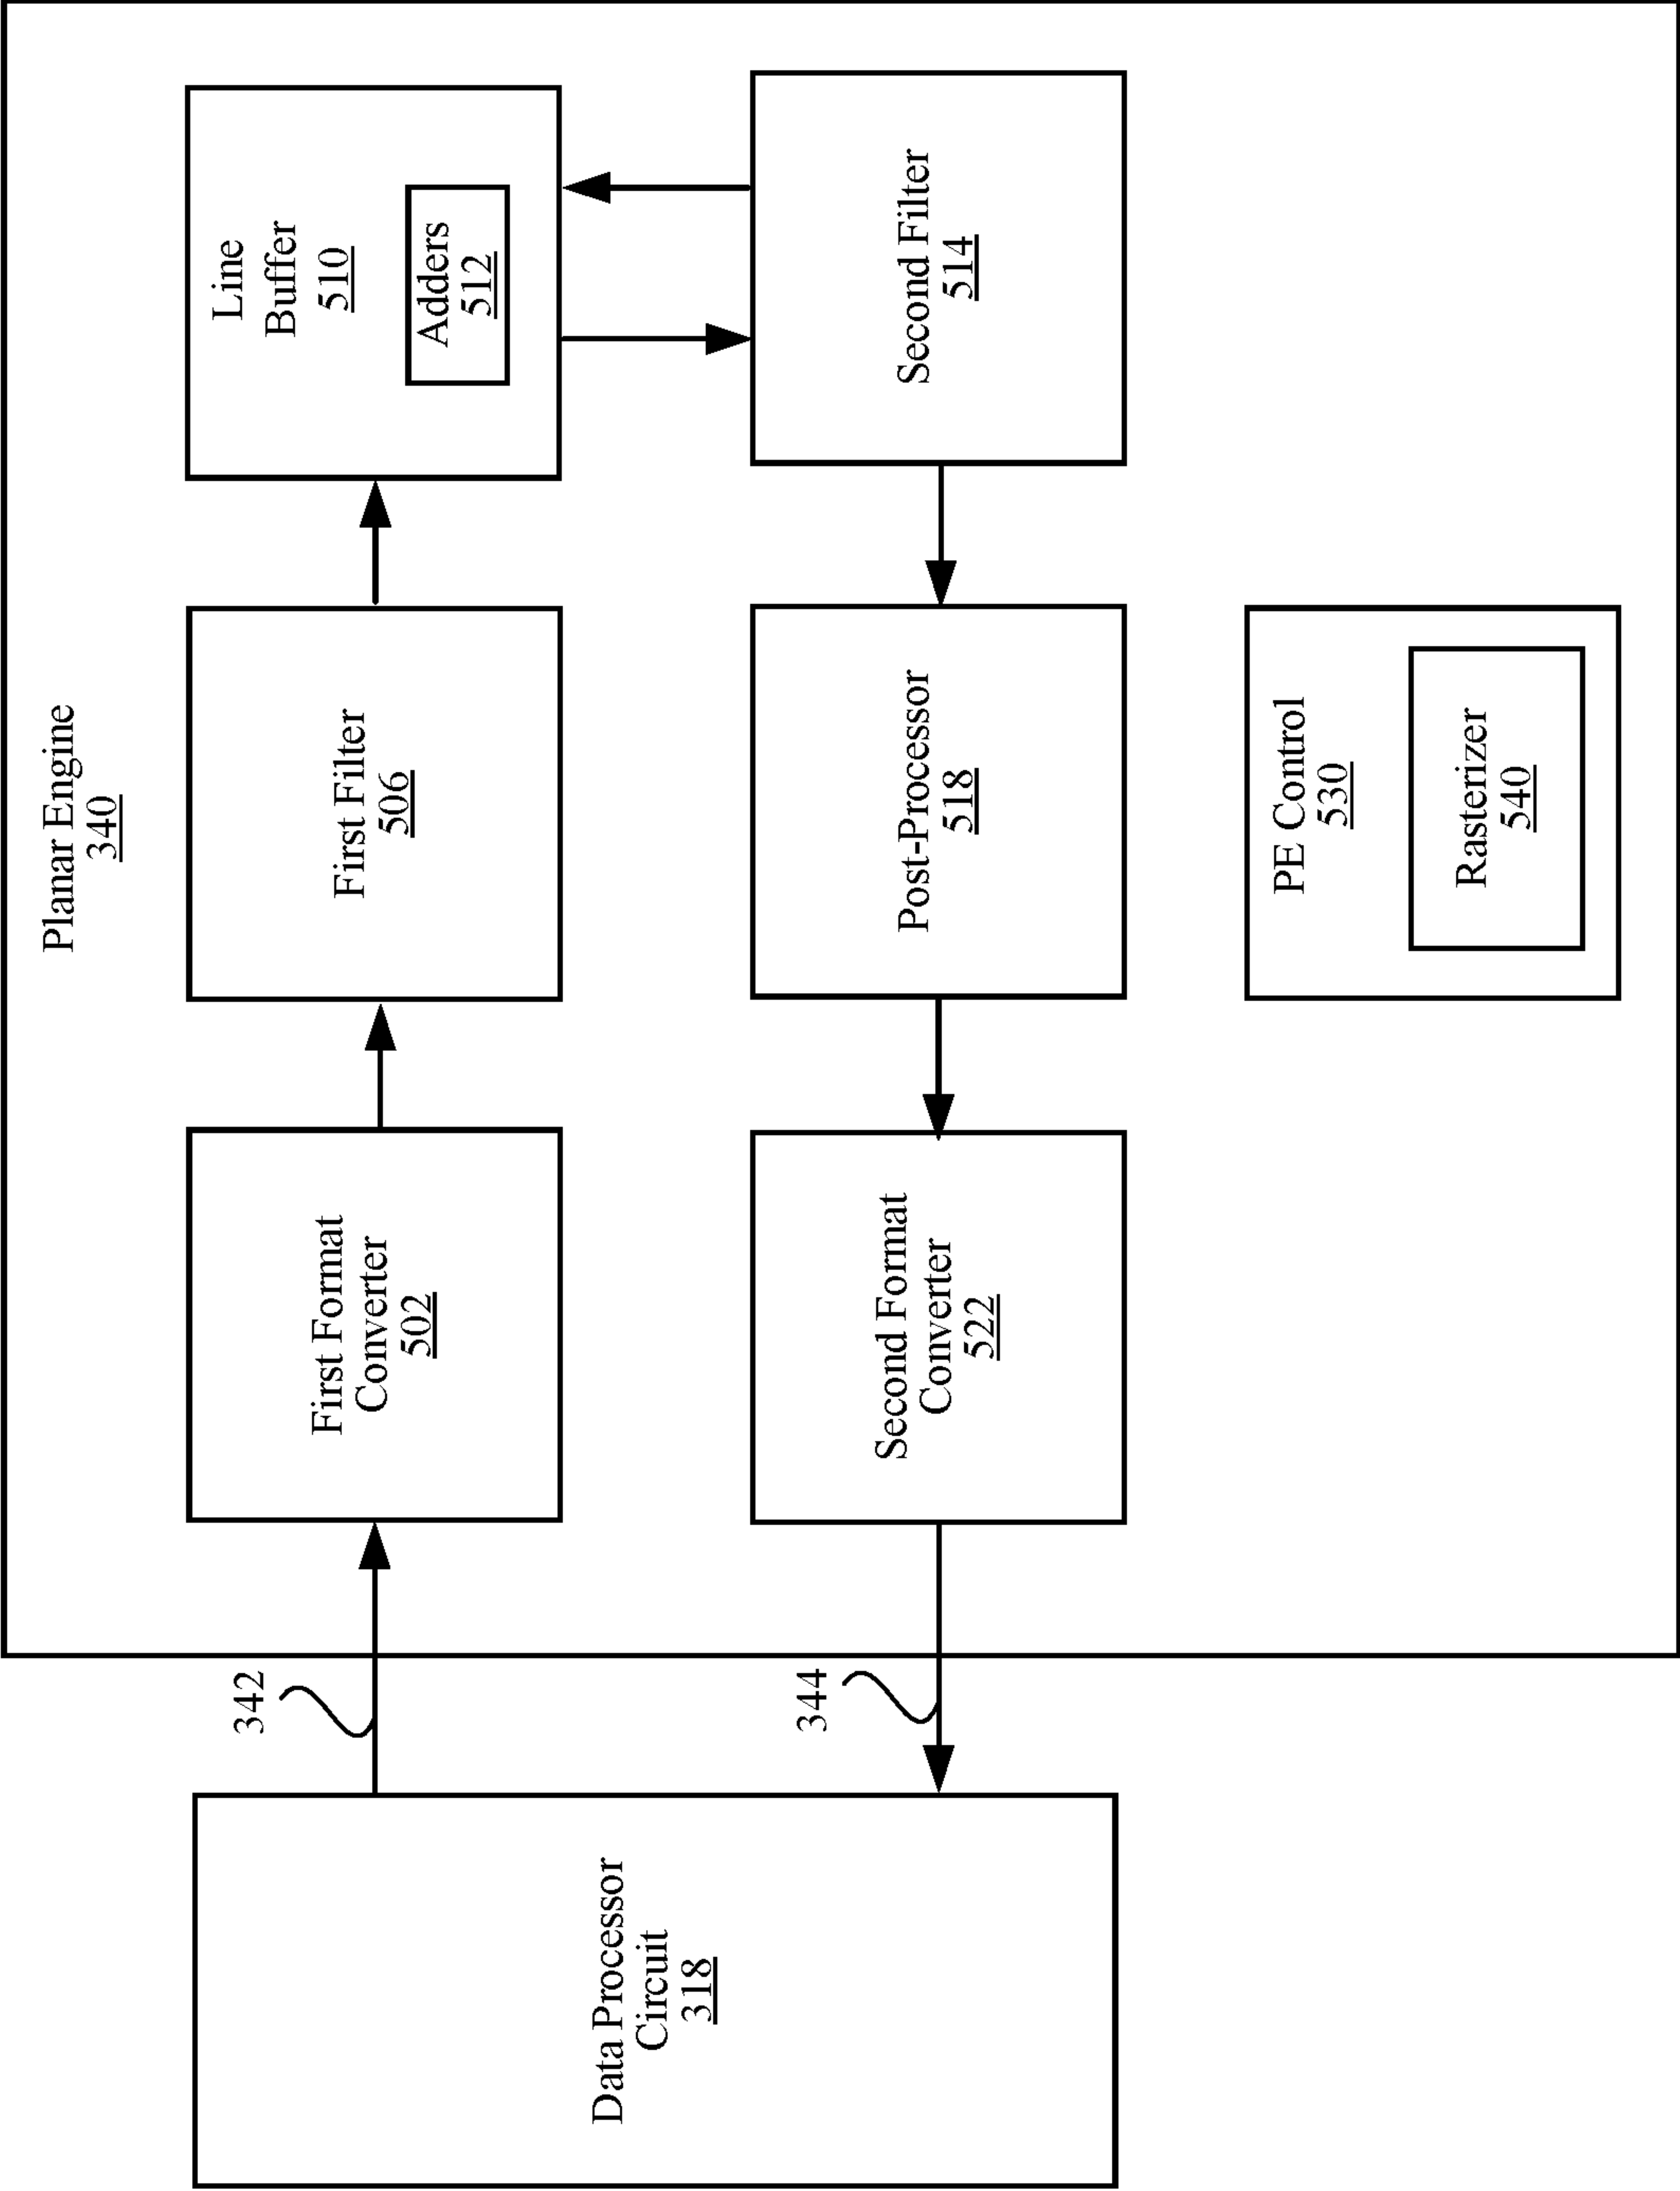 Planar Engine
340
First Format
Converter
502
First Filter
506
Line
Buffer
510
Adders
512
342
Data Processor
Circuit
318
344
Second Format
Converter
522
Post-Processor
518
Second Filter
514
PE Control
530
Rasterizer
540